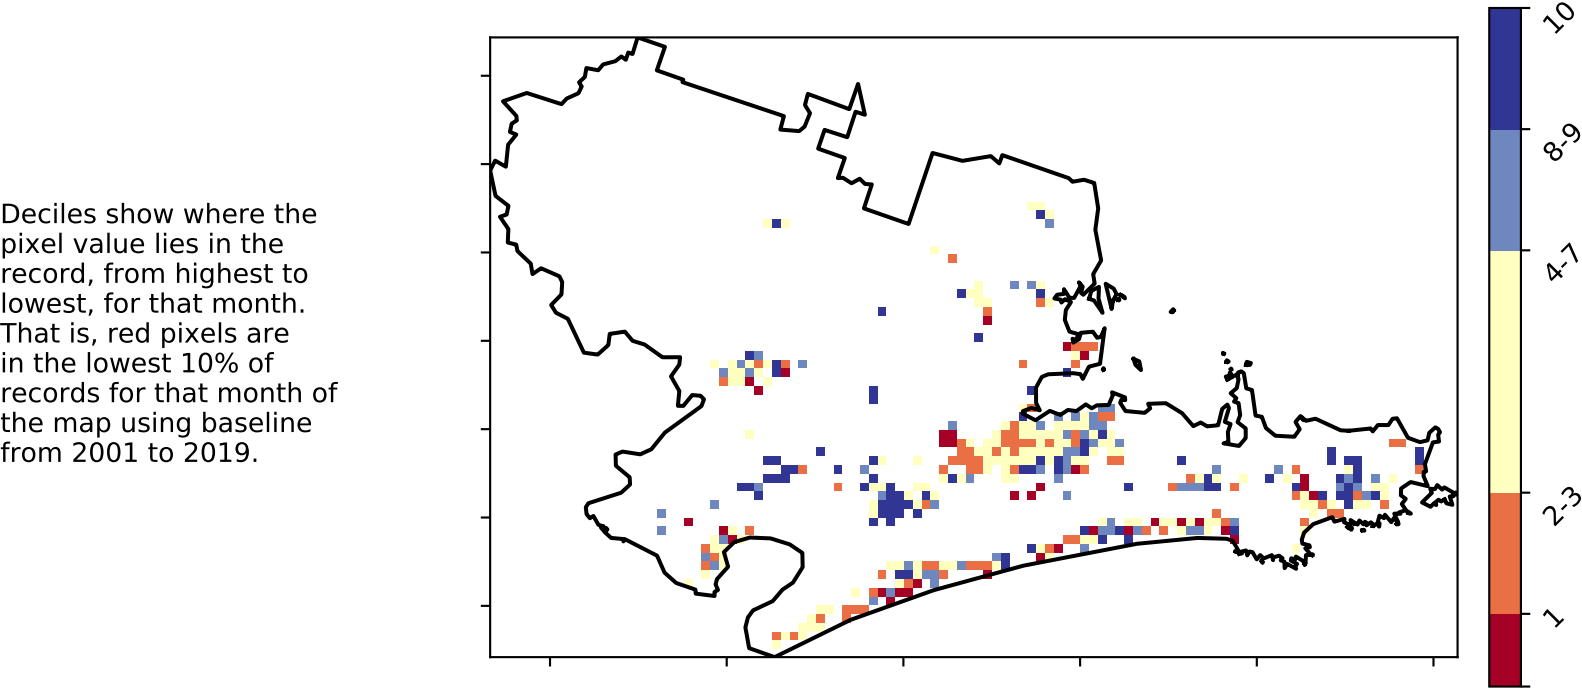 Deciles show where the
pixel value lies in the
record, from highest to
lowest, for that month.
That is, red pixels are
in the lowest 10% of
records for that month of
the map using baseline
from 2001 to 2019.
10
8-9
4-7
2-3
1